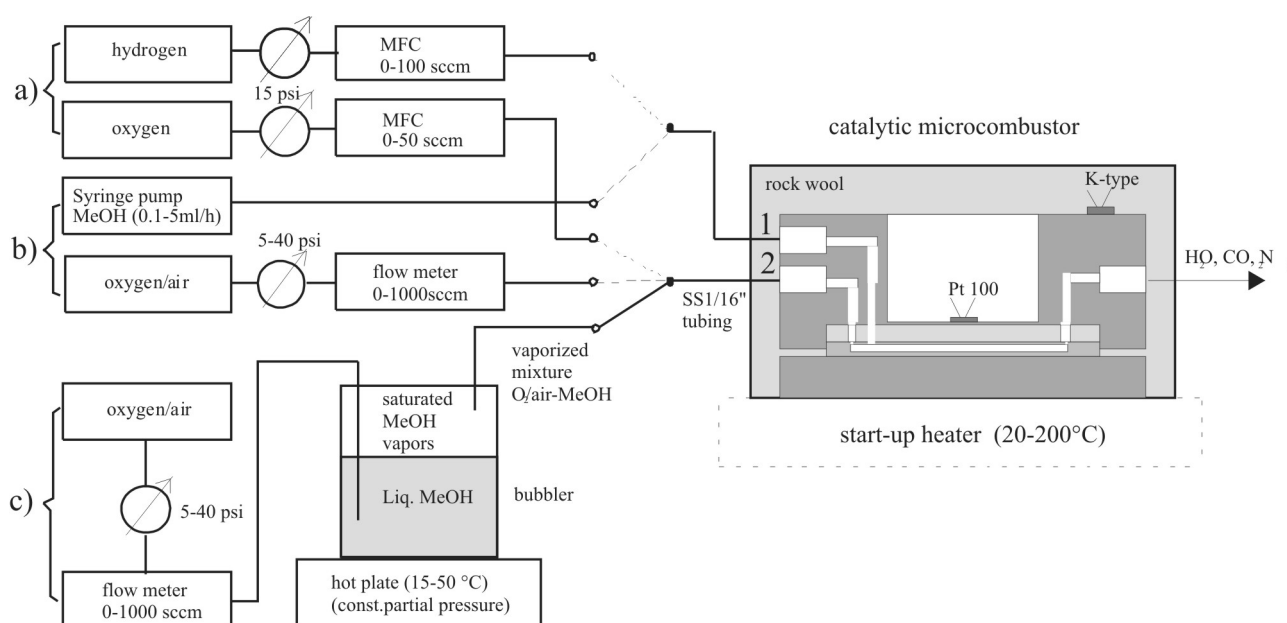 a)
hydrogen
15 psi
MFC
0-100 sccm
oxygen
MFC
0-50 sccm
b)
Syringe pump
MeOH (0.1-5ml/h)
oxygen/air
5-40 psi
flow meter
0-1000sccm
c)
oxygen/air
5-40 psi
flow meter
0-1000 sccm
saturated
MeOH
vapors
Liq. MeOH
bubbler
hot plate (15-50 °C)
(const.partial pressure)
vaporized
mixture
O₂/air-MeOH
SS1/16"
tubing
catalytic microcombustor
rock wool
K-type
1
2
Pt 100
H₂O, CO₂, N
start-up heater (20-200°C)